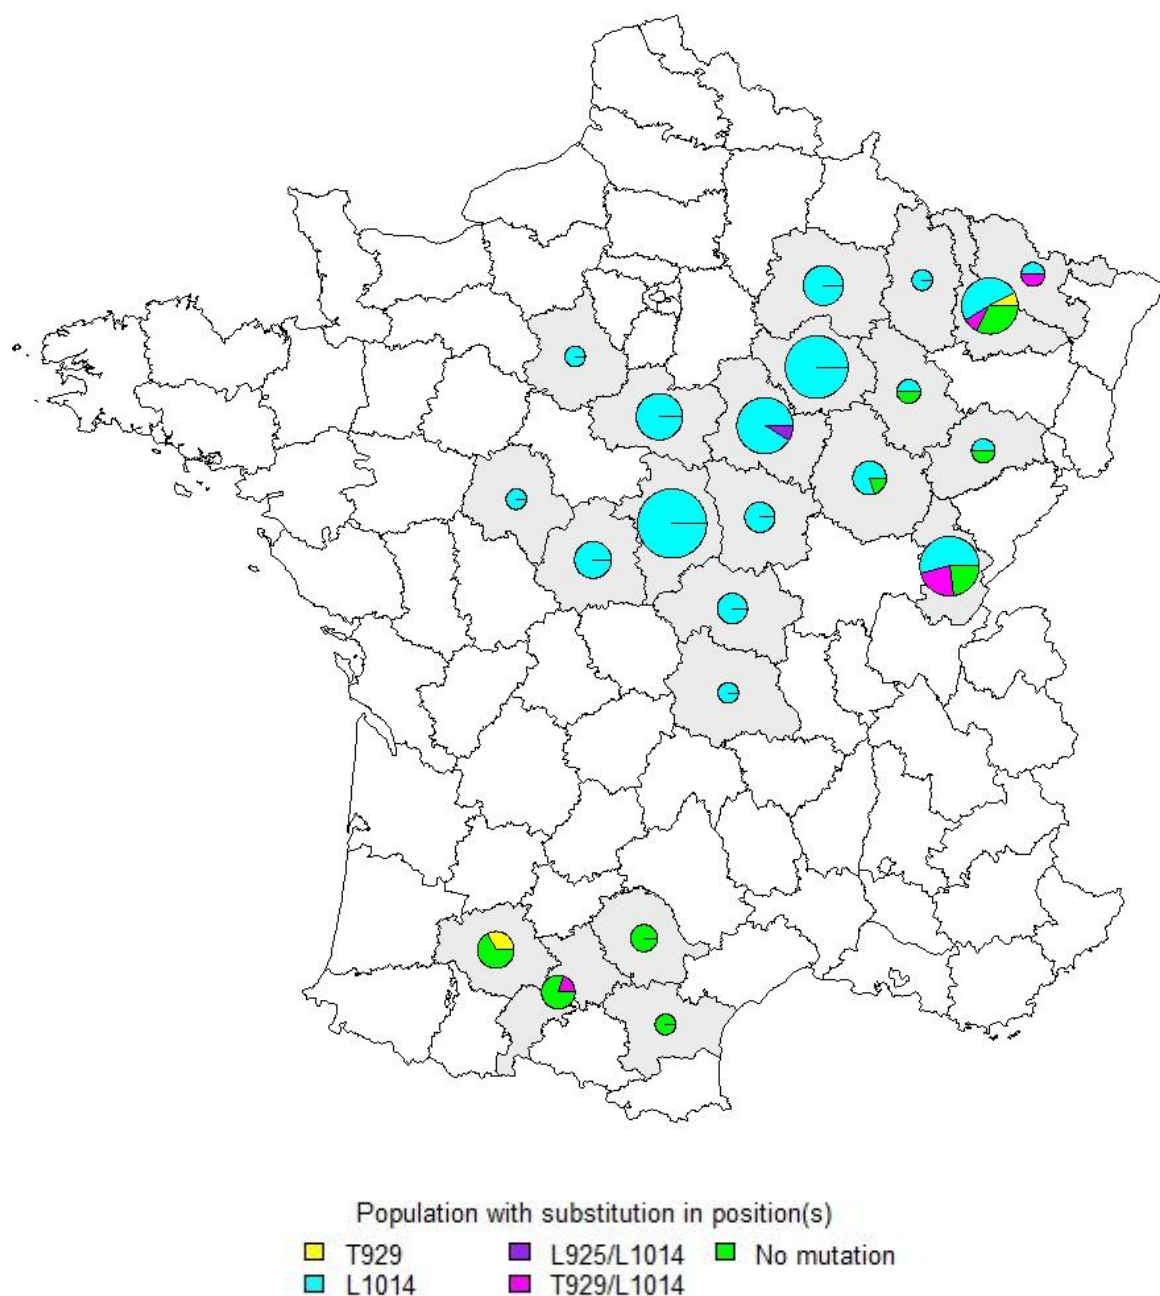 Population with substitution in position(s)
T929 L925/L1014 No mutation
L1014 T929/L1014